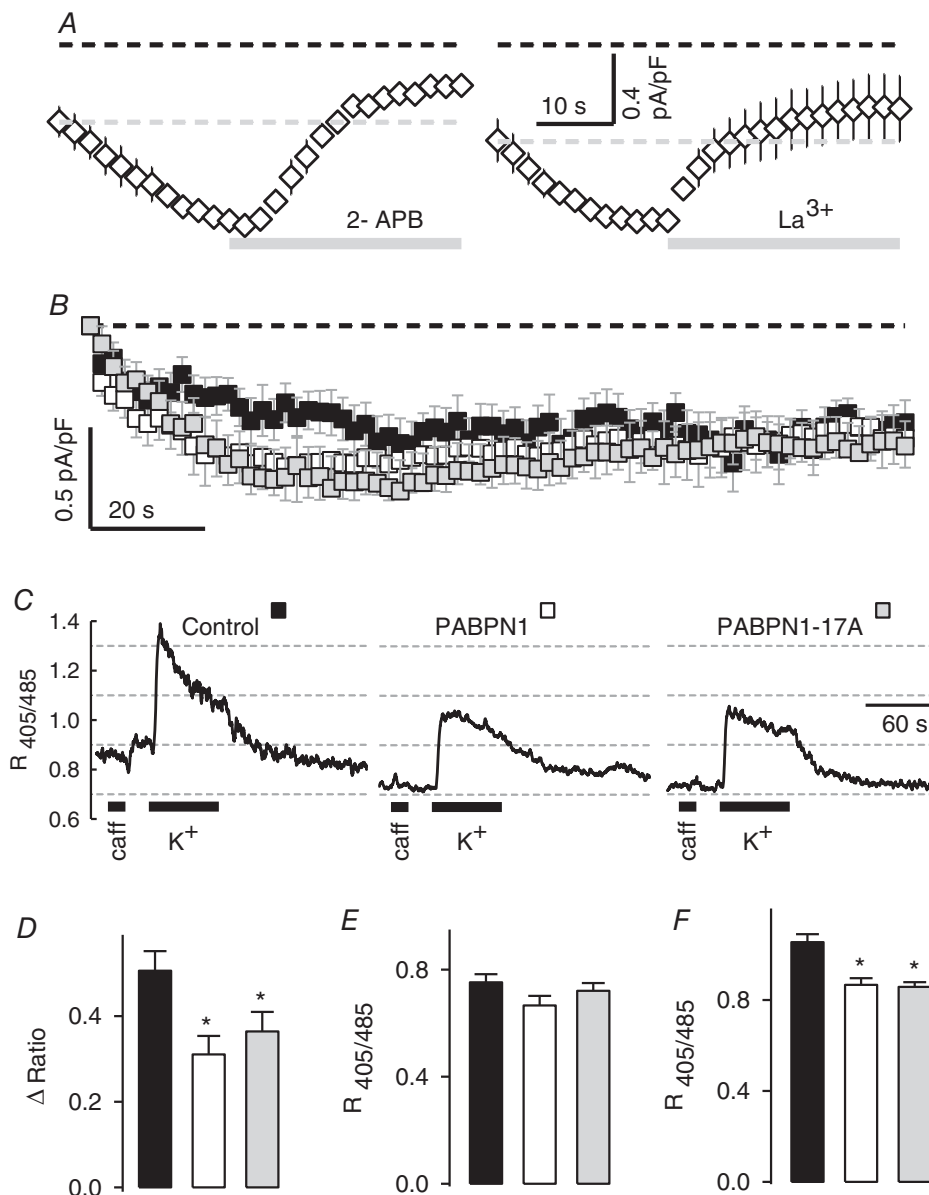 A
10 s
0.4 pA/pF
2- APB
La3+
B
0.5 pA/pF
20 s
C
Control
PABPN1
PABPN1-17A
R 405/485
1.4
1.2
1.0
0.8
0.6
60 s
caff
K+
caff
K+
caff
K+
D
Δ Ratio
0.4
0.2
0.0
*
*
E
R 405/485
0.8
0.4
0.0
F
R 405/485
0.8
0.4
0.0
*
*